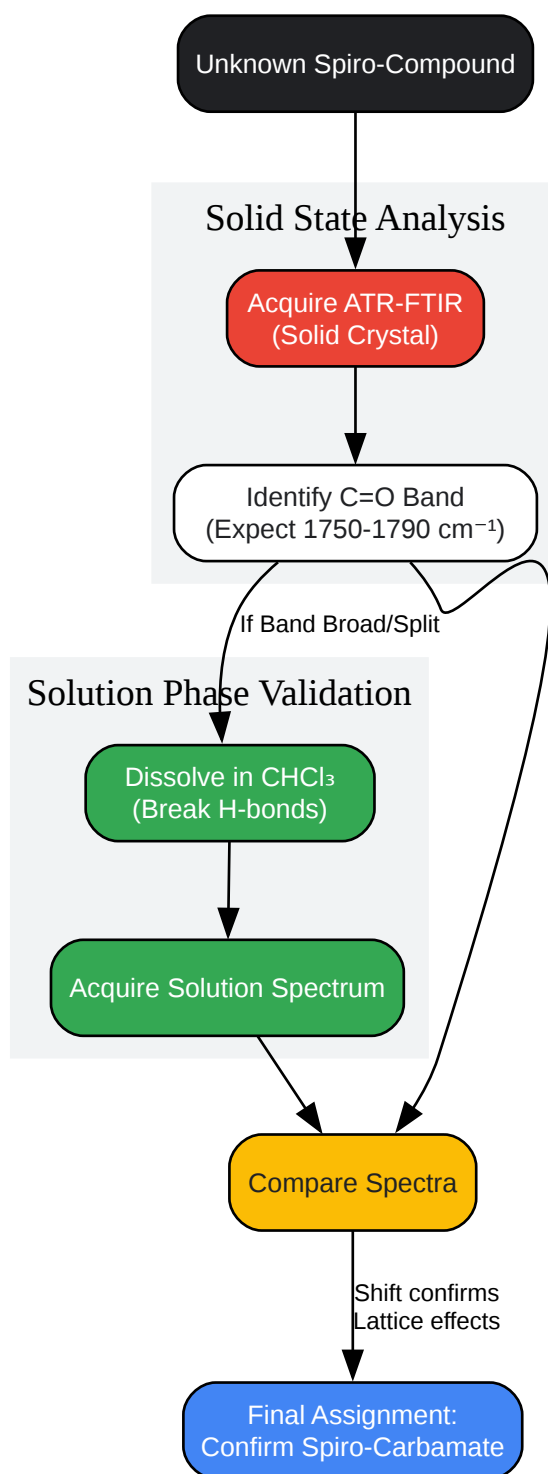 Unknown Spiro-Compound
Solid State Analysis
Acquire ATR-FTIR
(Solid Crystal)
Identify C=O Band
(Expect 1750-1790 cm⁻¹)
If Band Broad/Split
Solution Phase Validation
Dissolve in CHCl₃
(Break H-bonds)
Acquire Solution Spectrum
Compare Spectra
Shift confirms
Lattice effects
Final Assignment:
Confirm Spiro-Carbamate